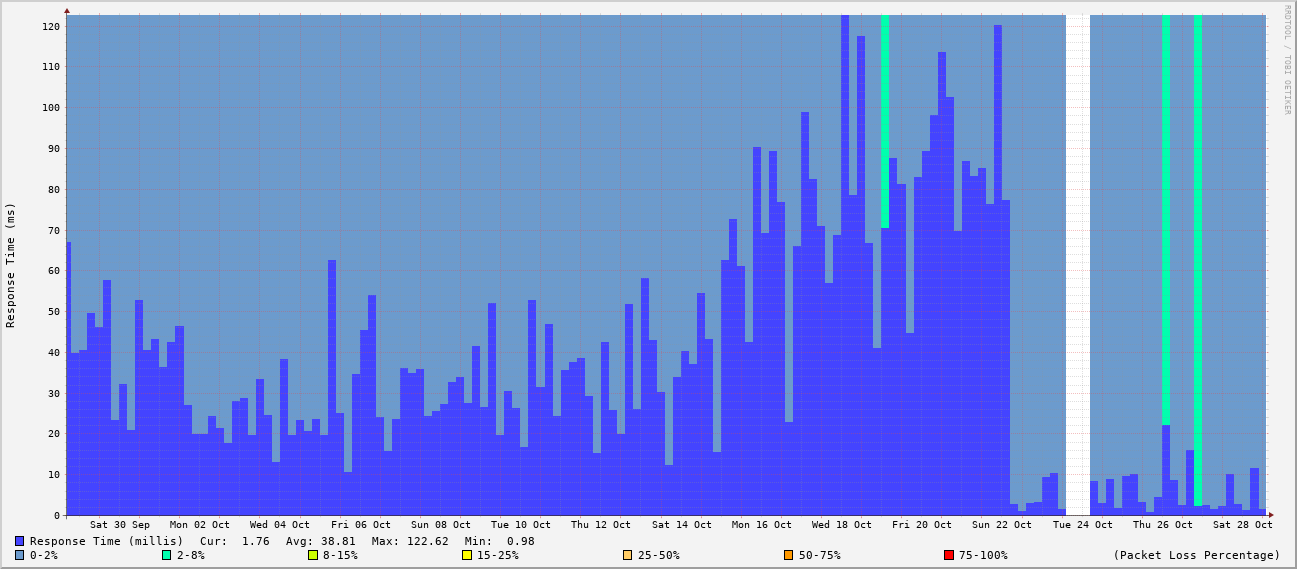 RRDTOOL / TOBI OETIKER
Response Time (ms)
120
110
100
90
80
70
60
50
40
30
20
10
0
Sat 30 Sep Mon 02 Oct Wed 04 Oct Fri 06 Oct Sun 08 Oct Tue 10 Oct Thu 12 Oct Sat 14 Oct Mon 16 Oct Wed 18 Oct Fri 20 Oct Sun 22 Oct Tue 24 Oct Thu 26 Oct Sat 28 Oct
Response Time (millis) Cur: 1.76 Avg: 38.81 Max: 122.62 Min: 0.98
0-2% 2-8% 8-15% 15-25% 25-50% 50-75% 75-100% (Packet Loss Percentage)